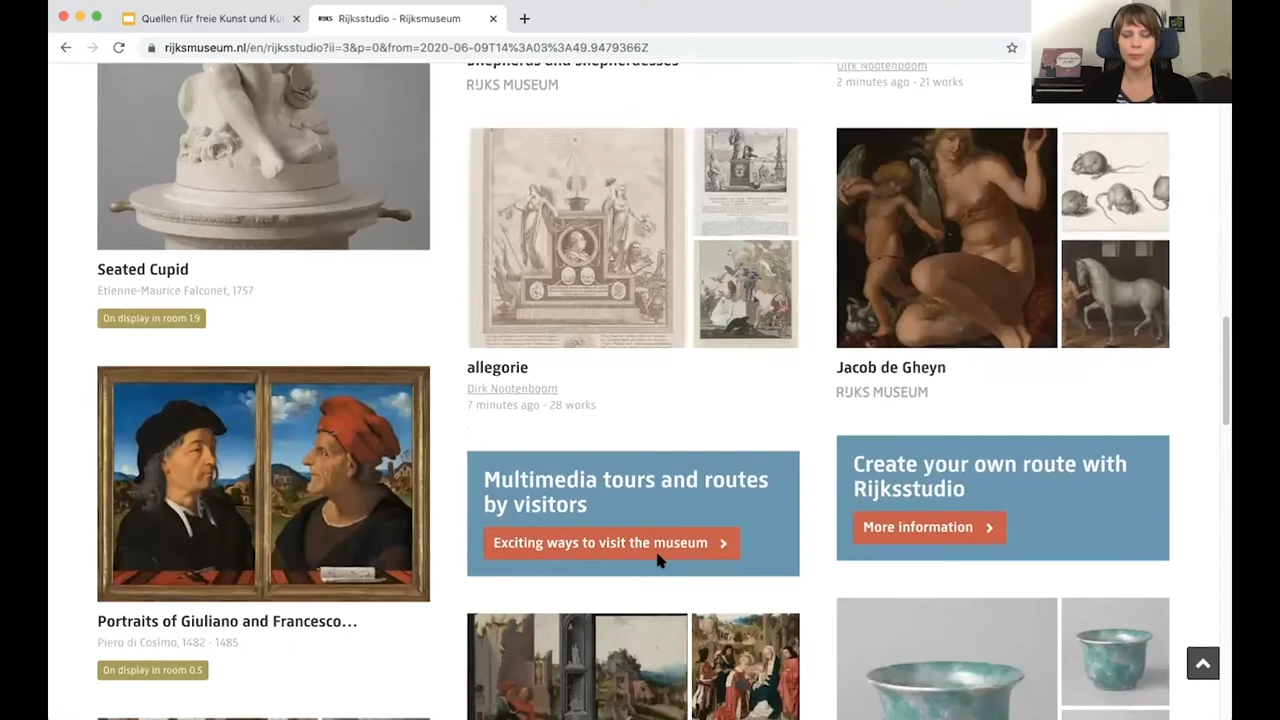 Quellen für freie Kunst und Ku
RIJKS Rijksstudio - Rijksmuseum
rijksmuseum.nl/en/rijksstudio?ii=3&p=0&from=2020-06-09T14%3A03%3A49.9479366Z
Shepherds and shepherdesses
RIJKS MUSEUM
Dirk Nootenboom
2 minutes ago - 21 works
Seated Cupid
Étienne-Maurice Falconet, 1757
On display in room 1.9
allegorie
Dirk Nootenboom
7 minutes ago - 28 works
Jacob de Gheyn
RIJKS MUSEUM
Multimedia tours and routes
by visitors
Exciting ways to visit the museum
Create your own route with
Rijksstudio
More information
Portraits of Giuliano and Francesco...
Piero di Cosimo, 1482 - 1485
On display in room 0.5